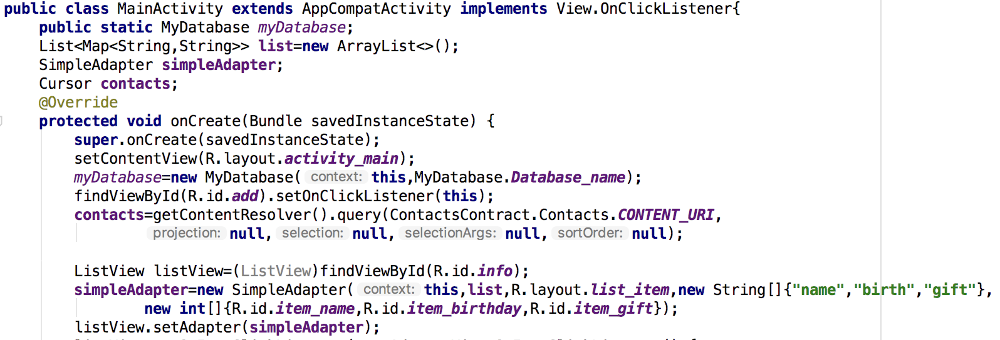 public class MainActivity extends AppCompatActivity implements View.OnClickListener{
public static MyDatabase myDatabase;
List<Map<String,String>> list=new ArrayList<>();
SimpleAdapter simpleAdapter;
Cursor contacts;
@Override
protected void onCreate(Bundle savedInstanceState) {
super.onCreate(savedInstanceState);
setContentView(R.layout.activity_main);
myDatabase=new MyDatabase( context: this,MyDatabase.Database_name);
findViewById(R.id.add).setOnClickListener(this);
contacts=getContentResolver().query(ContactsContract.Contacts.CONTENT_URI,
projection: null, selection: null, selectionArgs: null, sortOrder: null);
ListView listView=(ListView)findViewById(R.id.info);
simpleAdapter=new SimpleAdapter( context: this,list,R.layout.list_item,new String[]{"name","birth","gift"},
new int[]{R.id.item_name,R.id.item_birthday,R.id.item_gift});
listView.setAdapter(simpleAdapter);